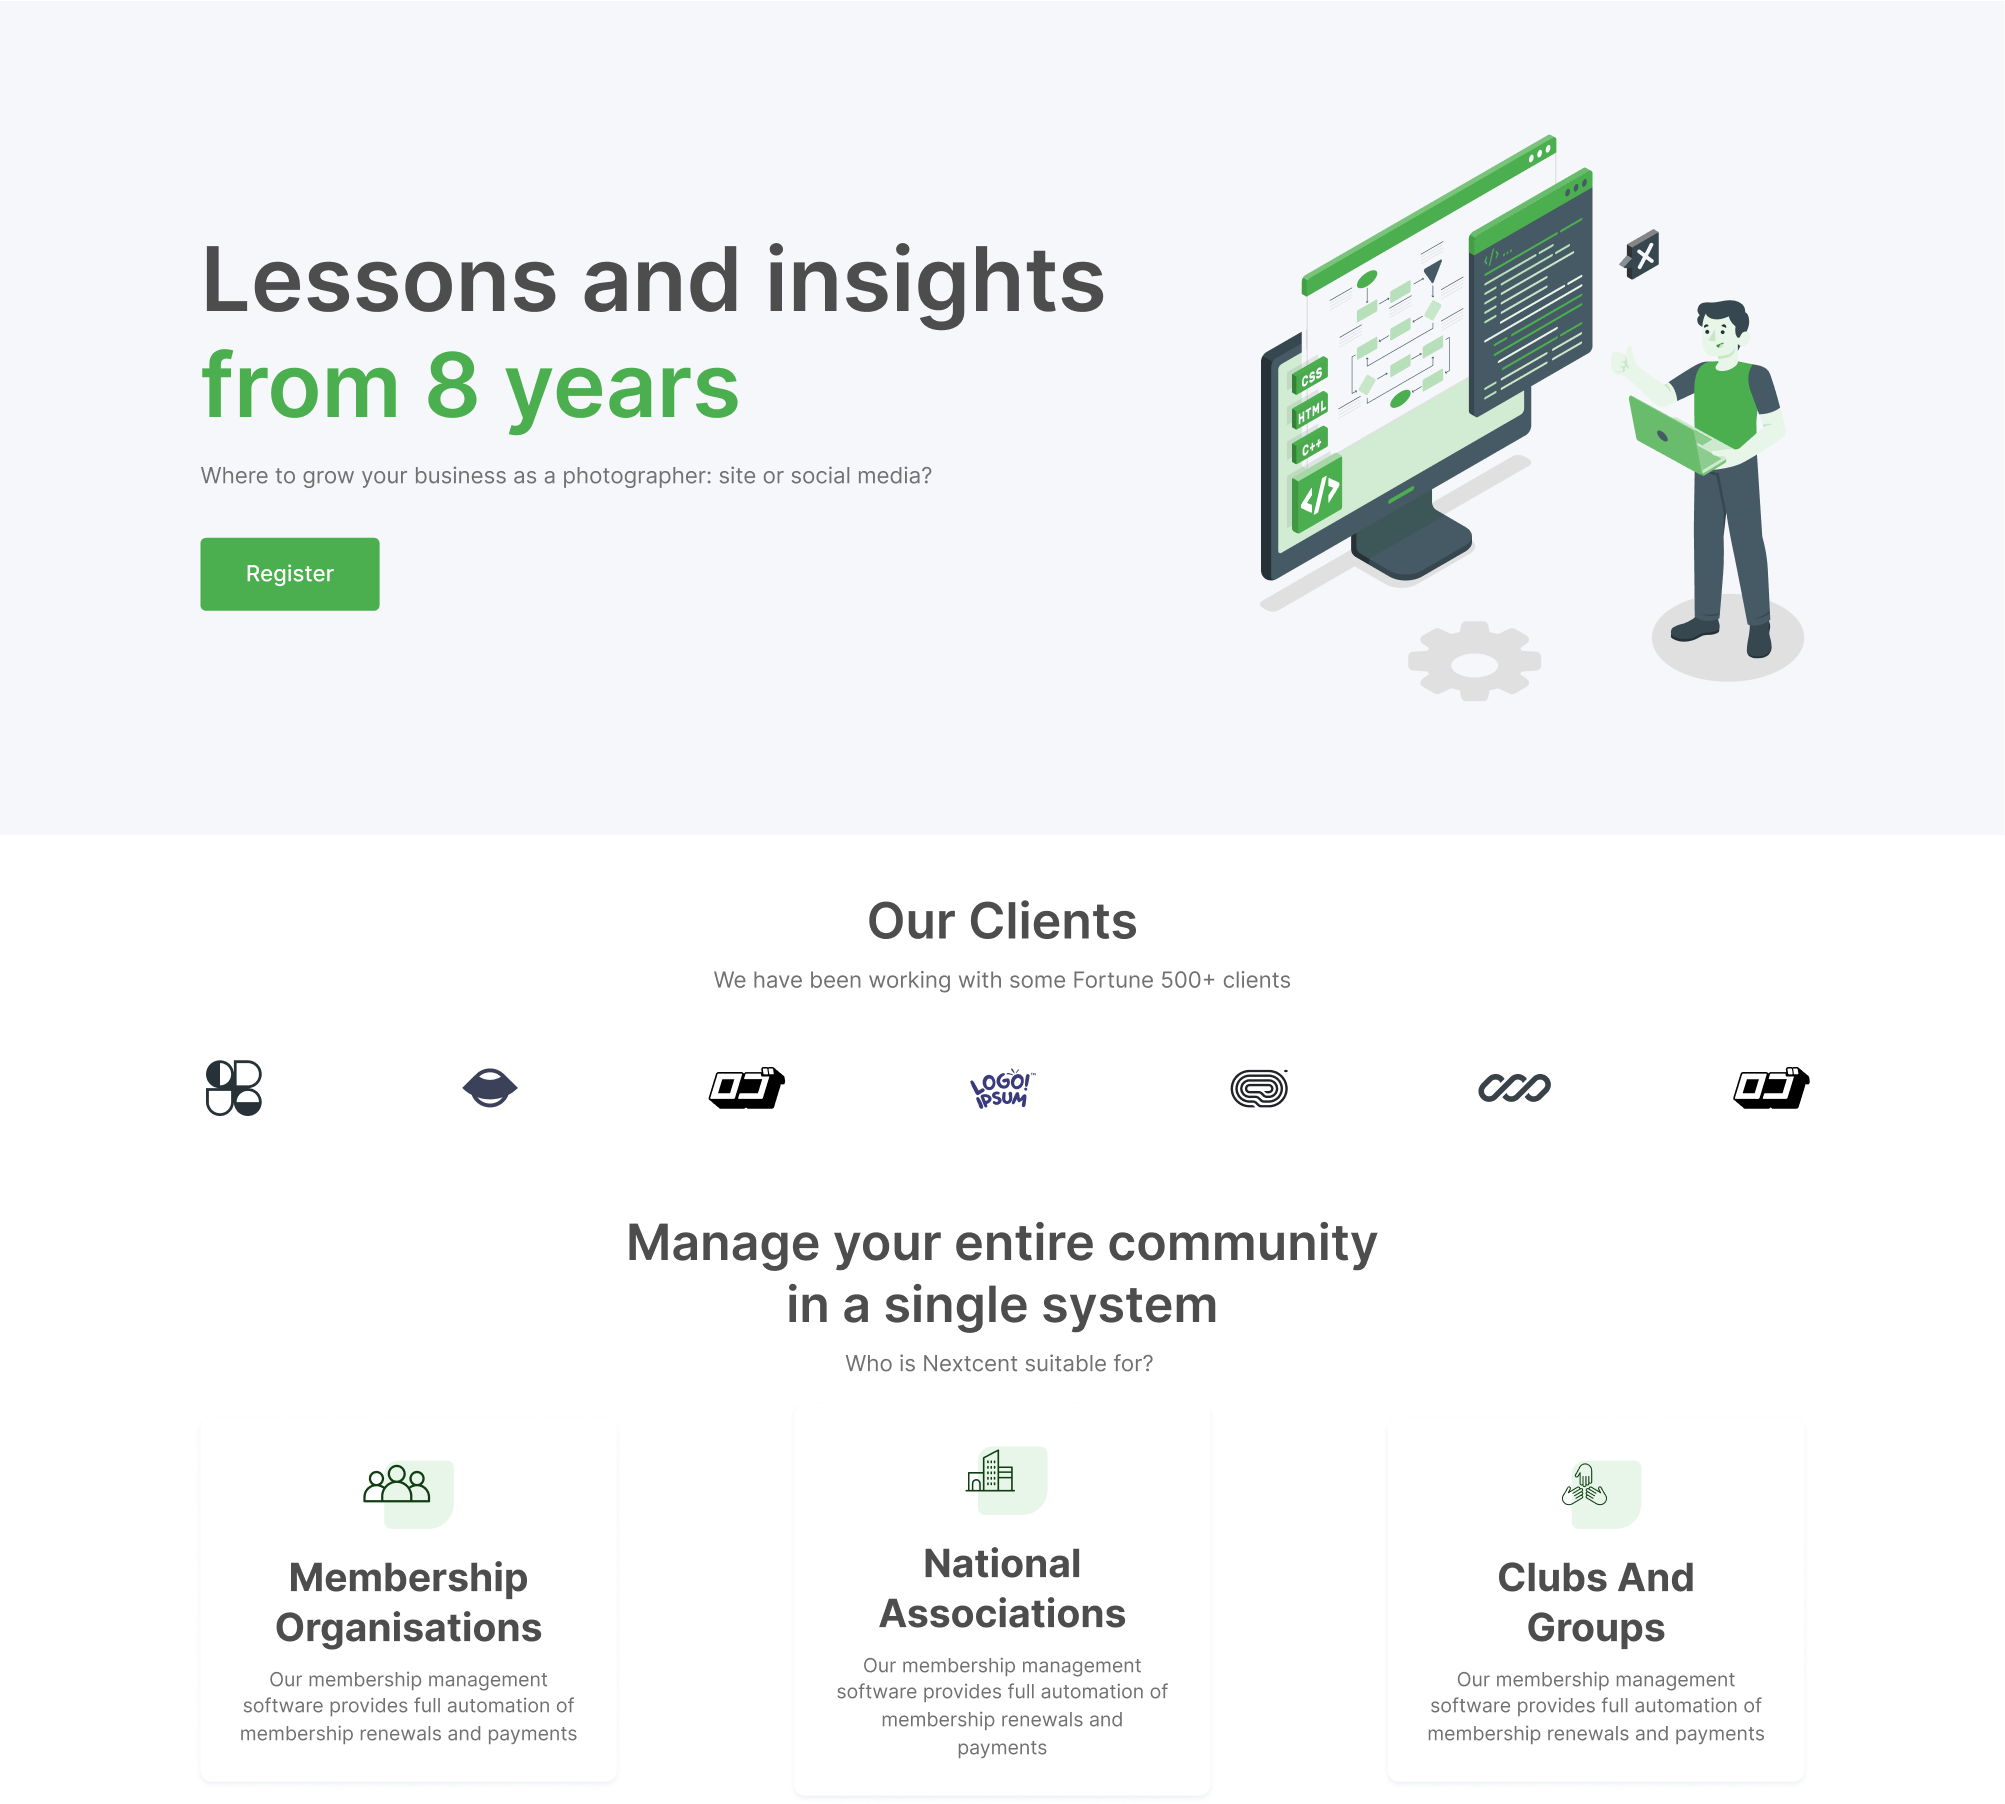 Lessons and insights
from 8 years
Where to grow your business as a photographer: site or social media?
Register
</> ...
CSS
HTML
C++
</>
X
Our Clients
We have been working with some Fortune 500+ clients
LOGO!™
IPSUM
Manage your entire community
in a single system
Who is Nextcent suitable for?
Membership
Organisations
Our membership management
software provides full automation of
membership renewals and payments
National
Associations
Our membership management
software provides full automation of
membership renewals and
payments
Clubs And
Groups
Our membership management
software provides full automation of
membership renewals and payments